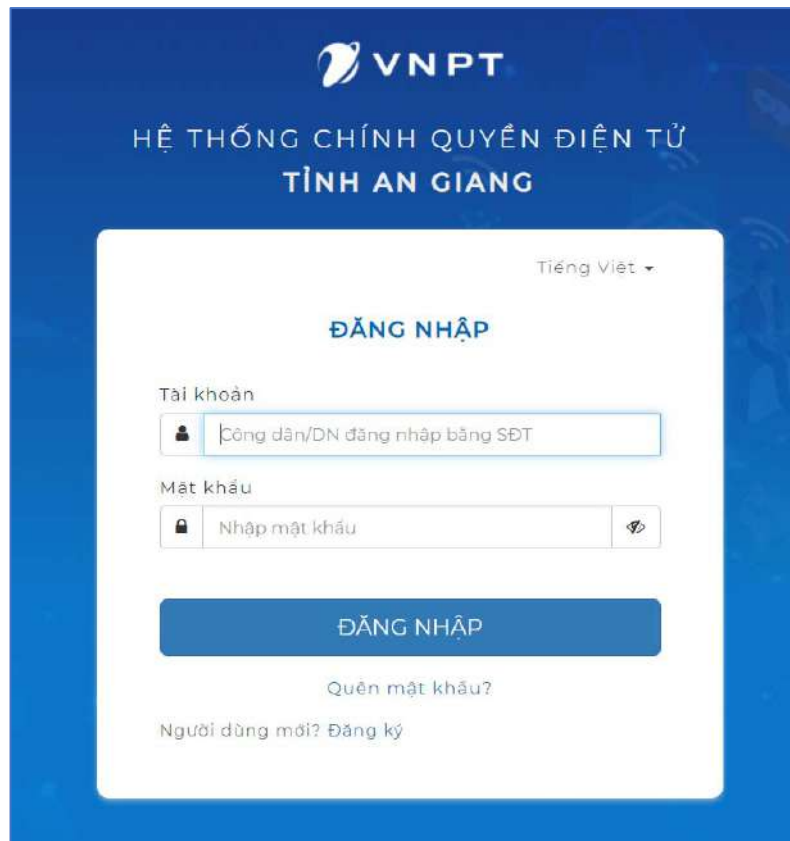 VNPT
HỆ THỐNG CHÍNH QUYỀN ĐIỆN TỬ
TỈNH AN GIANG
Tiếng Việt
ĐĂNG NHẬP
Tài khoản
Công dân/DN đăng nhập bằng SĐT
Mật khẩu
Nhập mật khẩu
ĐĂNG NHẬP
Quên mật khẩu?
Người dùng mới? Đăng ký